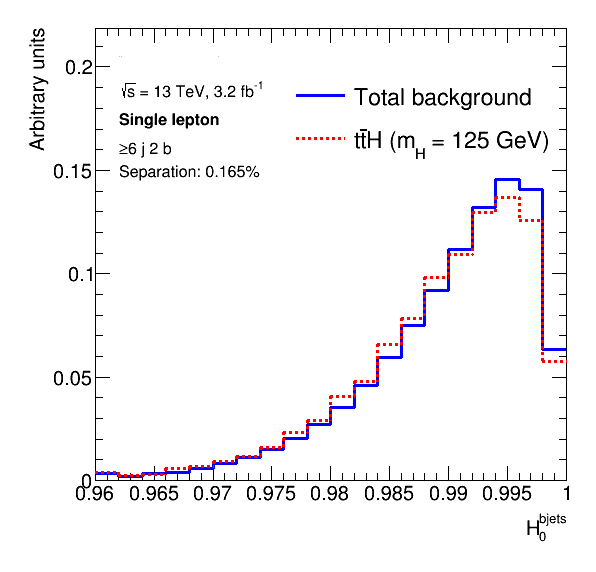 Arbitrary units
0.2
0.15
0.1
0.05
0
√s = 13 TeV, 3.2 fb⁻¹
Single lepton
≥6 j 2 b
Separation: 0.165%
Total background
tt̄H (m_H = 125 GeV)
0.96 0.965 0.97 0.975 0.98 0.985 0.99 0.995 1
H₀^bjets